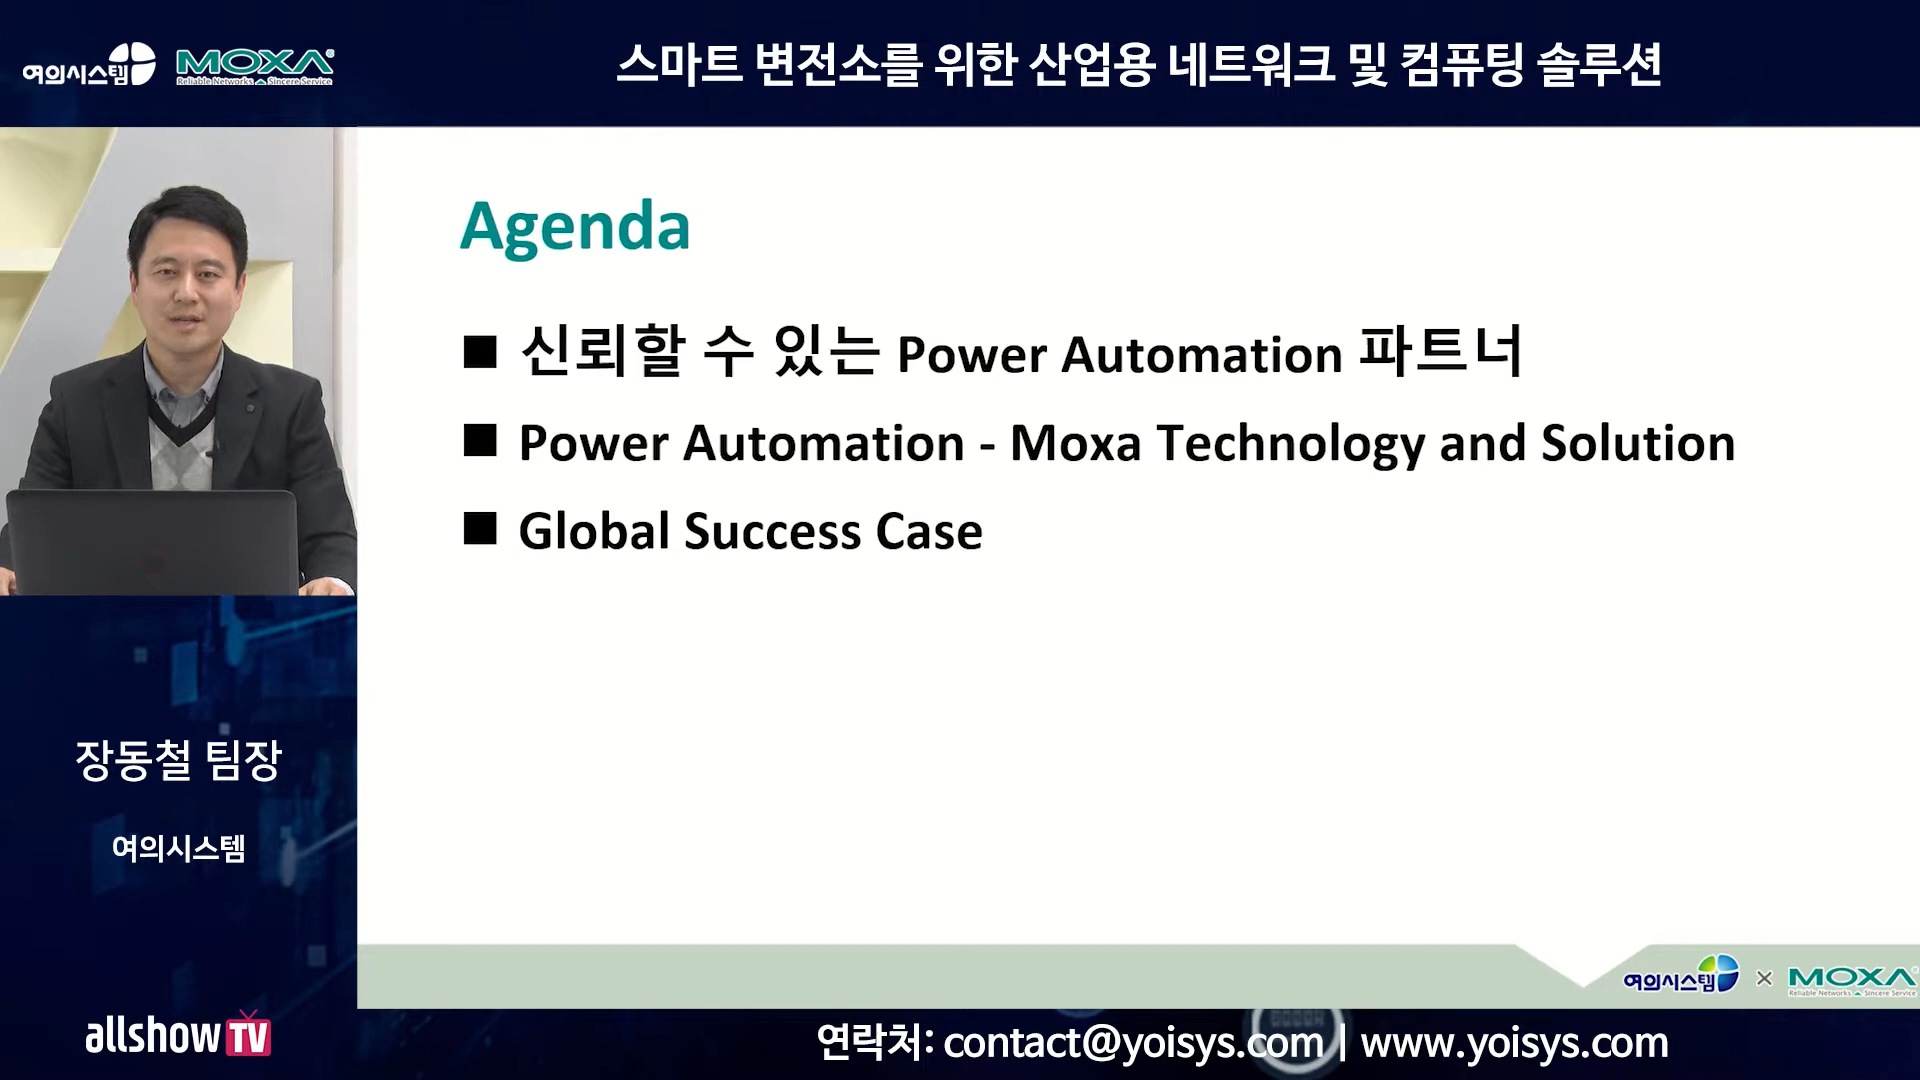 여의시스템 MOXA
Reliable Networks Sincere Service
스마트 변전소를 위한 산업용 네트워크 및 컴퓨팅 솔루션
Agenda
■ 신뢰할 수 있는 Power Automation 파트너
■ Power Automation - Moxa Technology and Solution
■ Global Success Case
장동철 팀장
여의시스템
여의시스템 × MOXA
Reliable Networks Sincere Service
allshow TV
연락처: contact@yoisys.com | www.yoisys.com